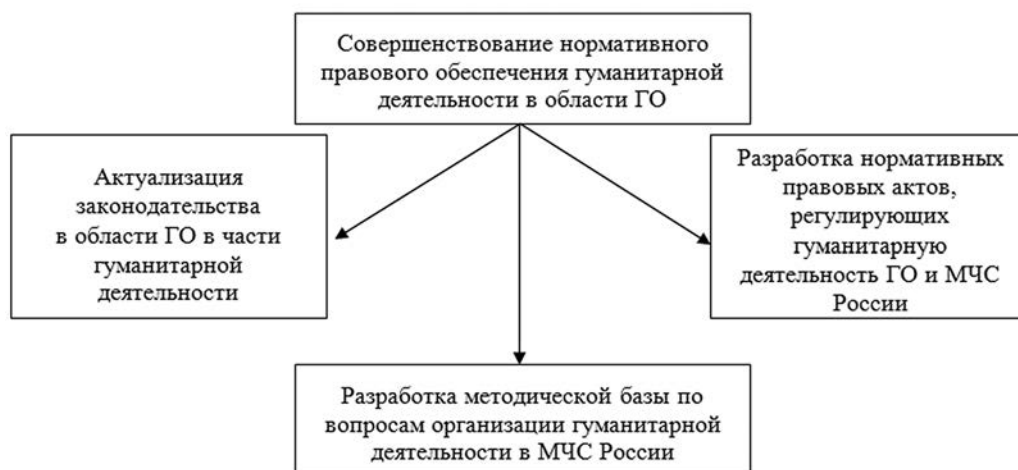 Совершенствование нормативного
правового обеспечения гуманитарной
деятельности в области ГО
Актуализация
законодательства
в области ГО в части
гуманитарной
деятельности
Разработка нормативных
правовых актов,
регулирующих
гуманитарную
деятельность ГО и МЧС
России
Разработка методической базы по
вопросам организации гуманитарной
деятельности в МЧС России